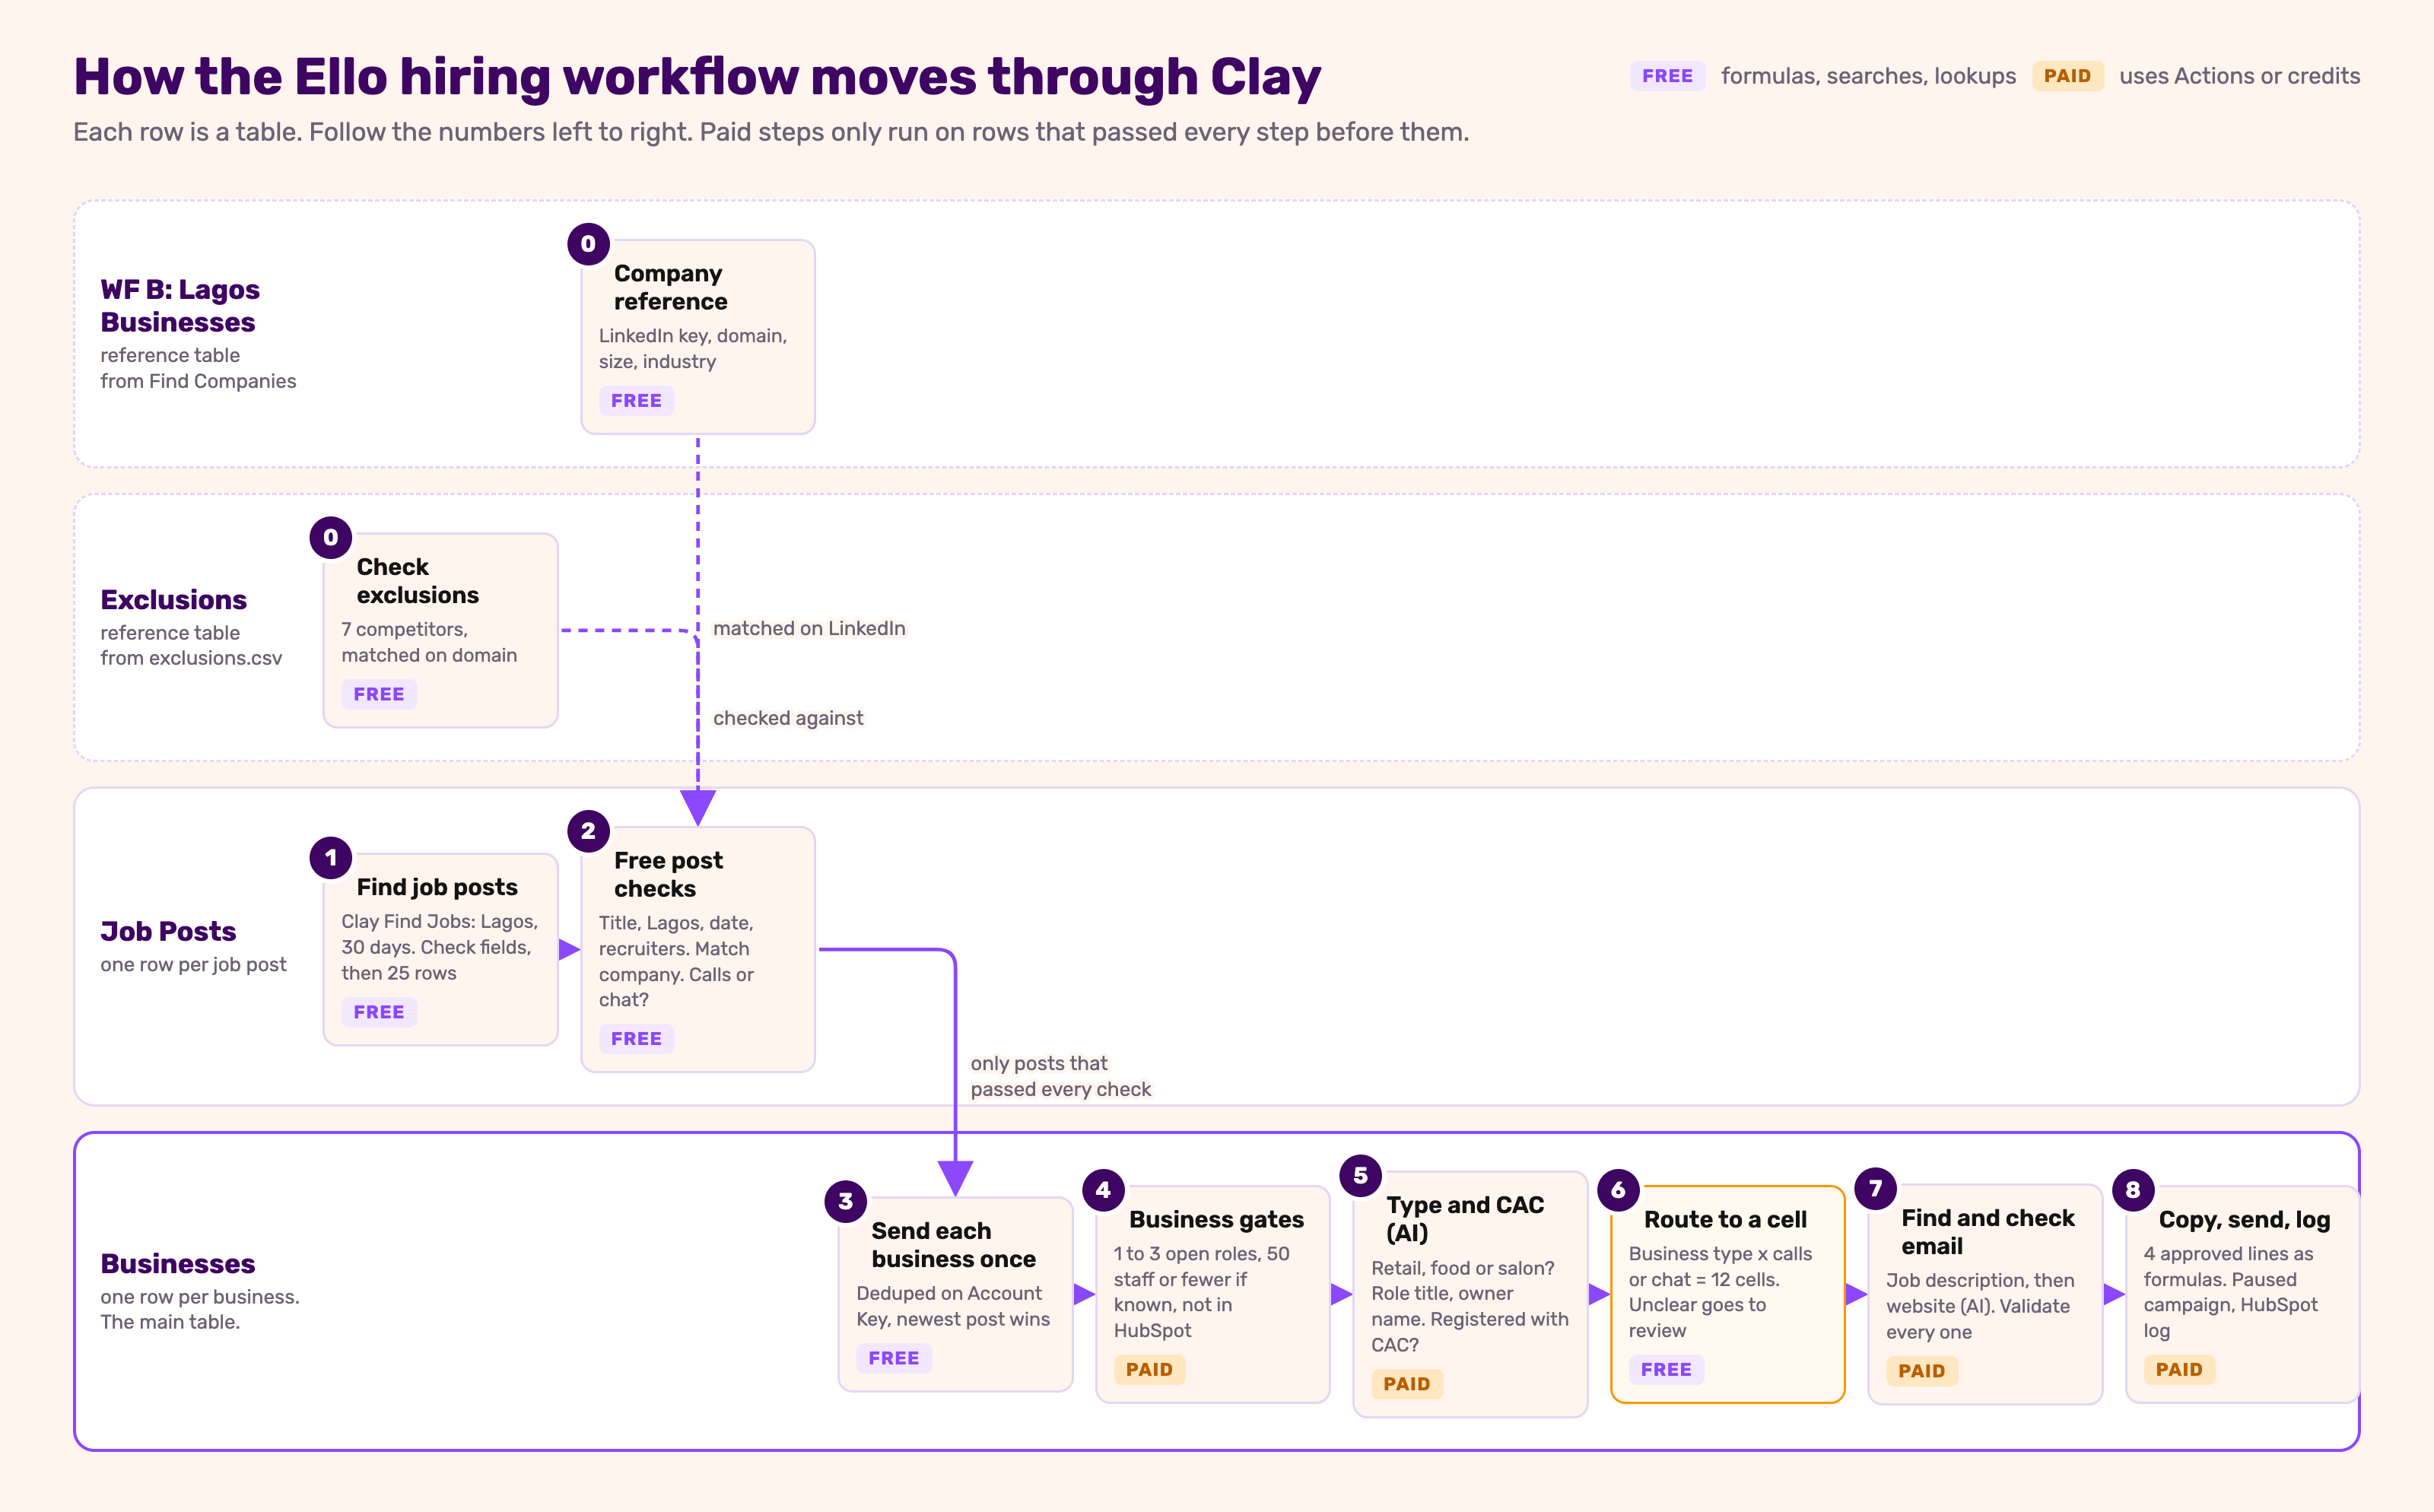 How the Ello hiring workflow moves through Clay
FREE formulas, searches, lookups PAID uses Actions or credits
Each row is a table. Follow the numbers left to right. Paid steps only run on rows that passed every step before them.
WF B: Lagos
Businesses
reference table
from Find Companies
0
Company
reference
LinkedIn key, domain,
size, industry
FREE
Exclusions
reference table
from exclusions.csv
0
Check
exclusions
7 competitors,
matched on domain
FREE
matched on LinkedIn
checked against
Job Posts
one row per job post
1
Find job posts
Clay Find Jobs: Lagos,
30 days. Check fields,
then 25 rows
FREE
2
Free post
checks
Title, Lagos, date,
recruiters. Match
company. Calls or
chat?
FREE
only posts that
passed every check
Businesses
one row per business.
The main table.
3
Send each
business once
Deduped on Account
Key, newest post wins
FREE
4
Business gates
1 to 3 open roles, 50
staff or fewer if
known, not in
HubSpot
PAID
5
Type and CAC
(AI)
Retail, food or salon?
Role title, owner
name. Registered with
CAC?
PAID
6
Route to a cell
Business type x calls
or chat = 12 cells.
Unclear goes to
review
FREE
7
Find and check
email
Job description, then
website (AI). Validate
every one
PAID
8
Copy, send, log
4 approved lines as
formulas. Paused
campaign, HubSpot
log
PAID